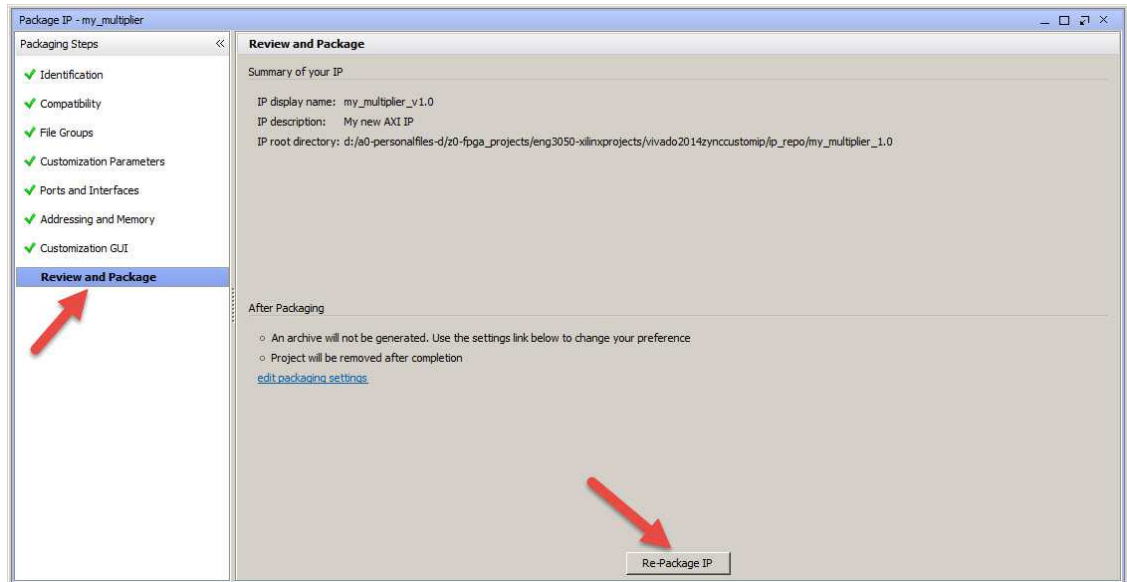 Package IP - my_multiplier
Packaging Steps
Identification
Compatibility
File Groups
Customization Parameters
Ports and Interfaces
Addressing and Memory
Customization GUI
Review and Package
Review and Package
Summary of your IP
IP display name: my_multiplier_v1.0
IP description: My new AXI IP
IP root directory: d:/a0-personalfiles-d/z0-fpga_projects/eng3050-xilinxprojects/vivado2014zynccustomip/ip_repo/my_multiplier_1.0
After Packaging
An archive will not be generated. Use the settings link below to change your preference
Project will be removed after completion
edit packaging settings
Re-Package IP